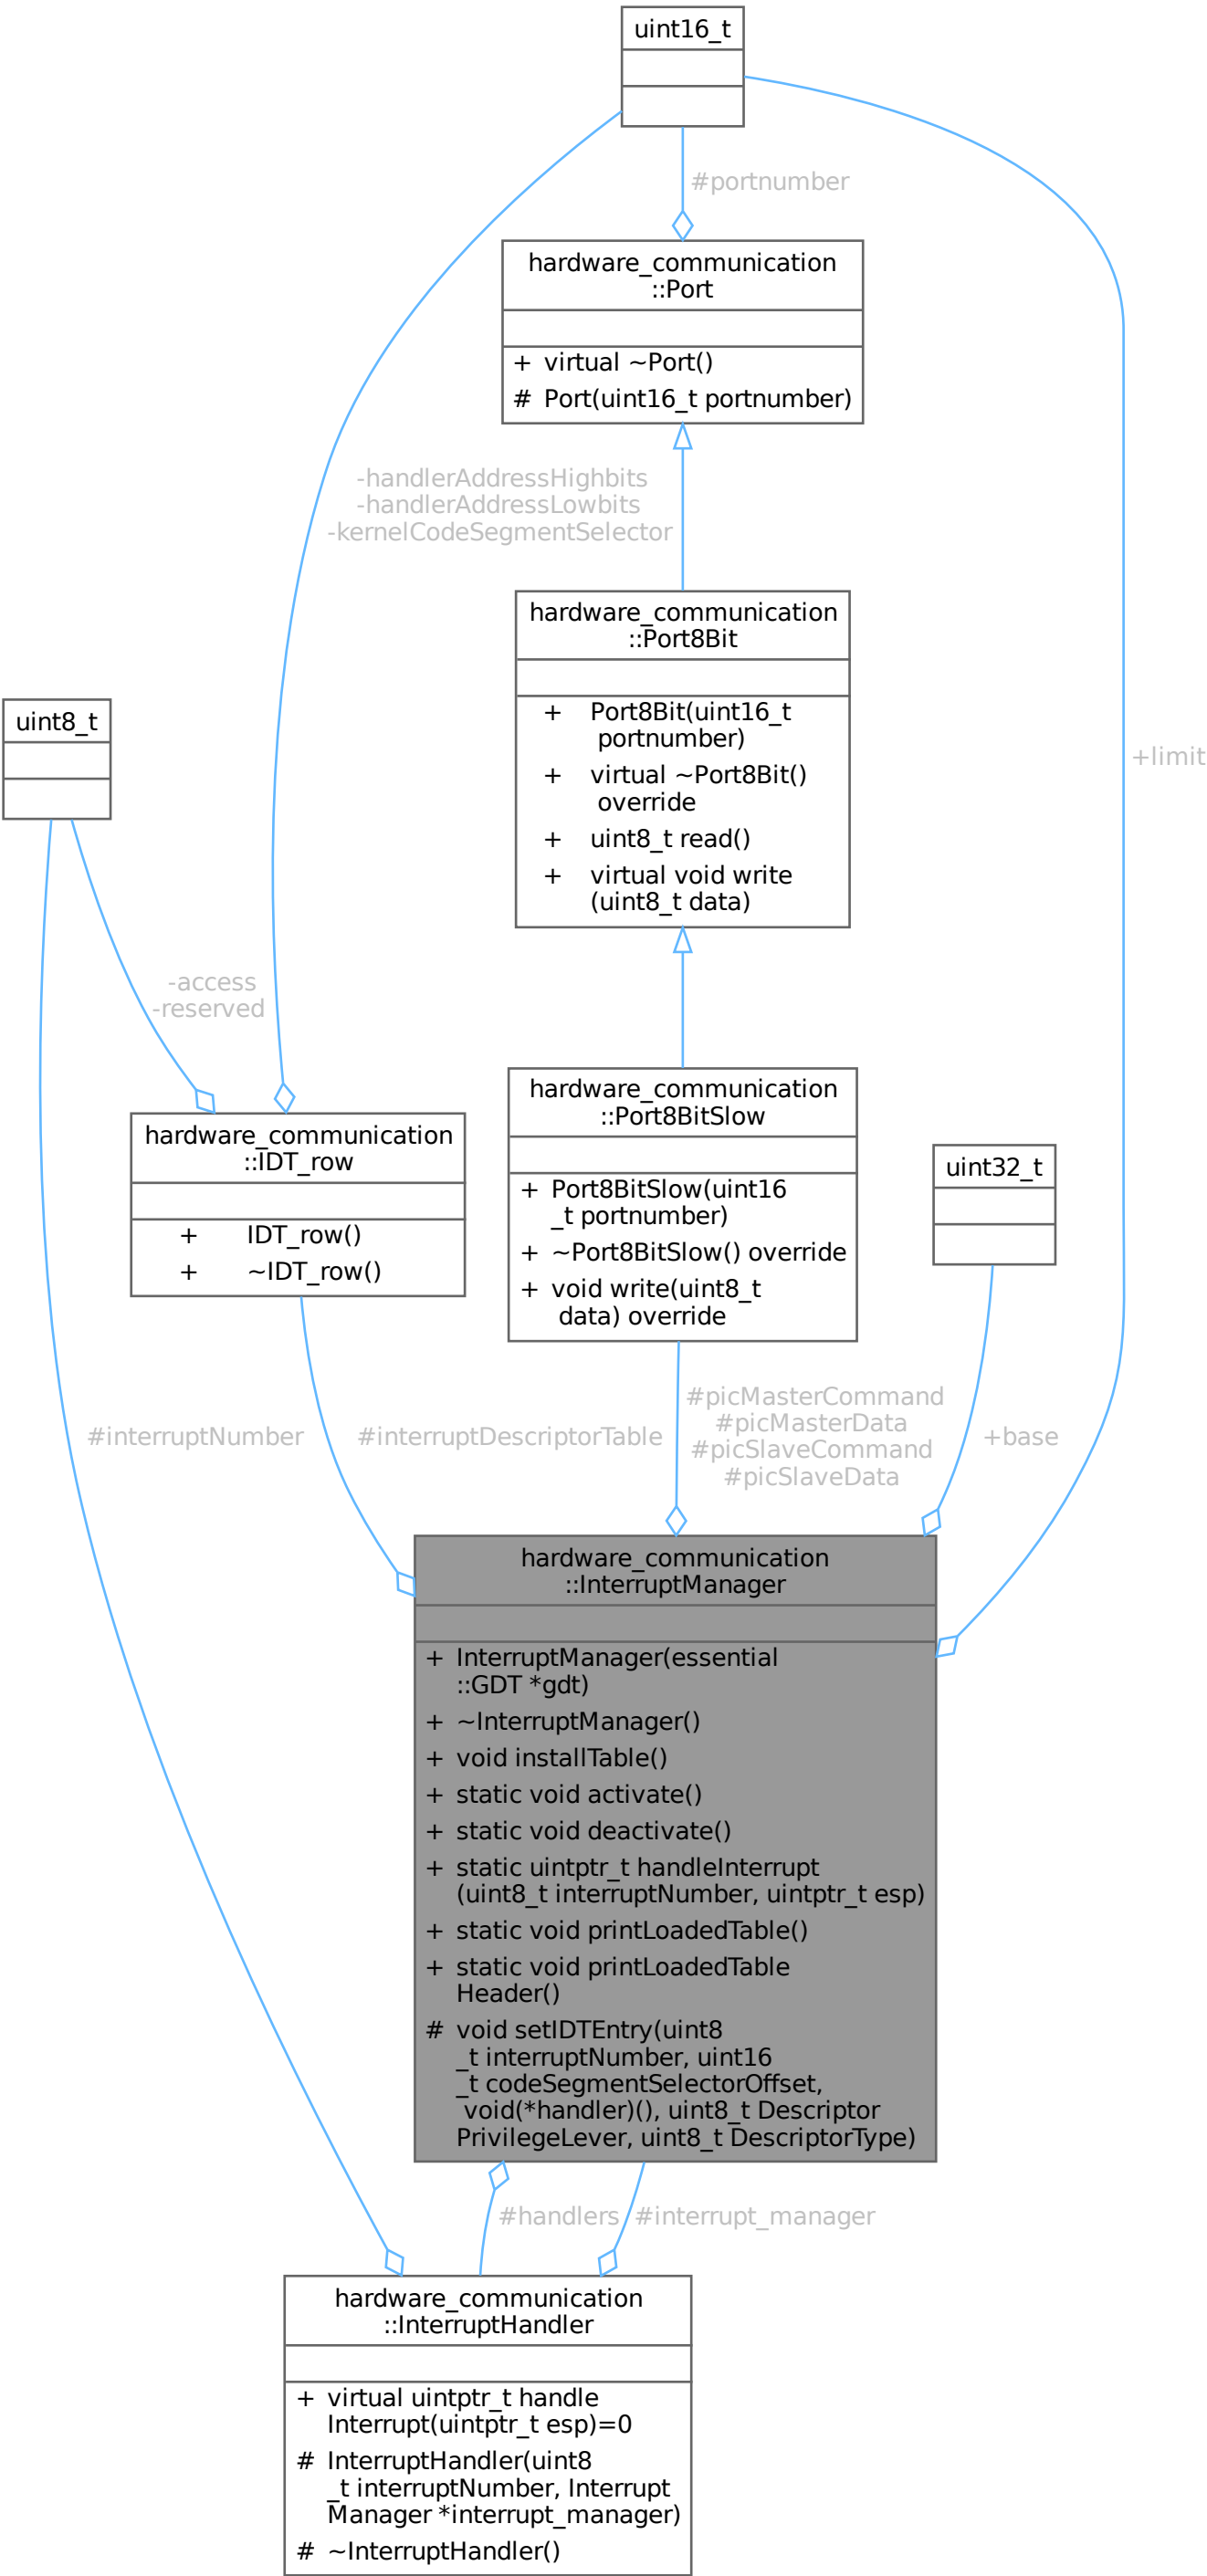 uint16_t
#portnumber
hardware_communication
::Port
+ virtual ~Port()
# Port(uint16_t portnumber)
-handlerAddressHighbits
-handlerAddressLowbits
-kernelCodeSegmentSelector
hardware_communication
::Port8Bit
+ Port8Bit(uint16_t
portnumber)
+ virtual ~Port8Bit()
override
+ uint8_t read()
+ virtual void write
(uint8_t data)
uint8_t
+limit
-access
-reserved
hardware_communication
::IDT_row
+ IDT_row()
+ ~IDT_row()
hardware_communication
::Port8BitSlow
+ Port8BitSlow(uint16
_t portnumber)
+ ~Port8BitSlow() override
+ void write(uint8_t
data) override
uint32_t
#interruptNumber
#interruptDescriptorTable
#picMasterCommand
#picMasterData
#picSlaveCommand
#picSlaveData
+base
hardware_communication
::InterruptManager
+ InterruptManager(essential
::GDT *gdt)
+ ~InterruptManager()
+ void installTable()
+ static void activate()
+ static void deactivate()
+ static uintptr_t handleInterrupt
(uint8_t interruptNumber, uintptr_t esp)
+ static void printLoadedTable()
+ static void printLoadedTable
Header()
# void setIDTEntry(uint8
_t interruptNumber, uint16
_t codeSegmentSelectorOffset,
void(*handler)(), uint8_t Descriptor
PrivilegeLever, uint8_t DescriptorType)
#handlers
#interrupt_manager
hardware_communication
::InterruptHandler
+ virtual uintptr_t handle
Interrupt(uintptr_t esp)=0
# InterruptHandler(uint8
_t interruptNumber, Interrupt
Manager *interrupt_manager)
# ~InterruptHandler()